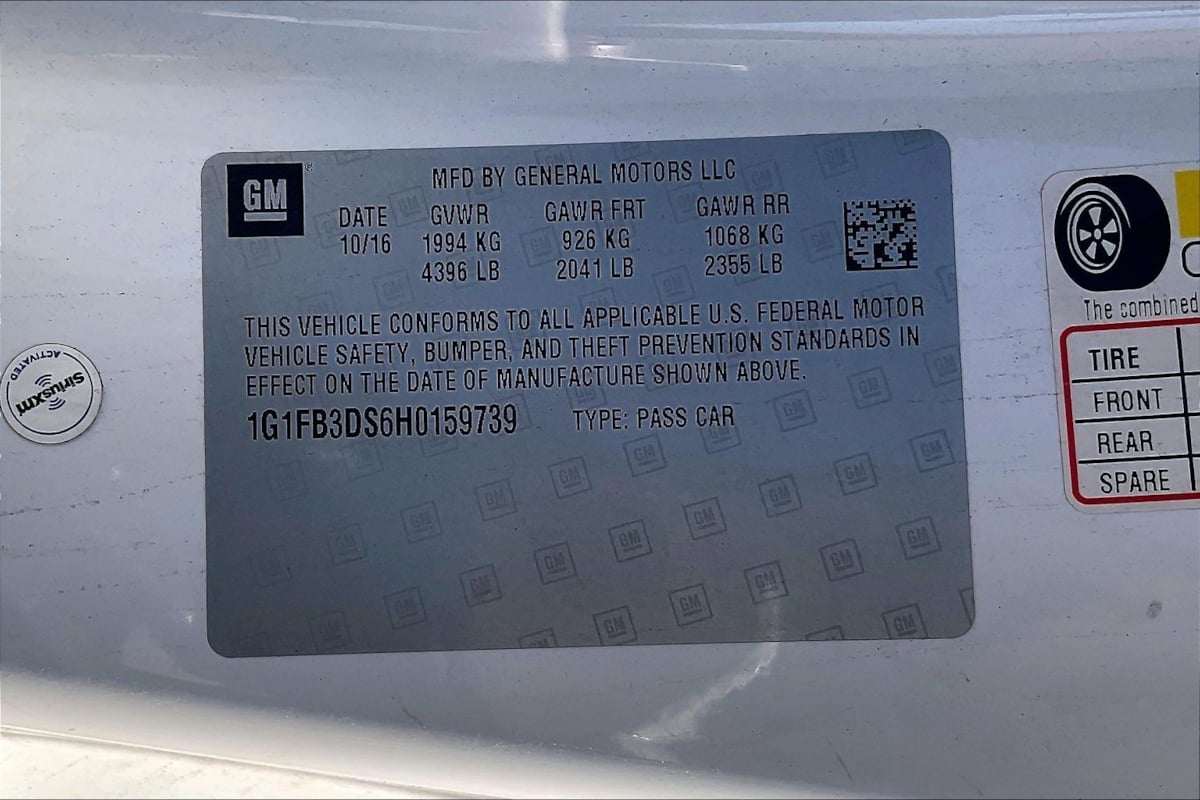 GM
MFD BY GENERAL MOTORS LLC
DATE GVWR GAWR FRT GAWR RR
10/16 1994 KG 926 KG 1068 KG
4396 LB 2041 LB 2355 LB
THIS VEHICLE CONFORMS TO ALL APPLICABLE U.S. FEDERAL MOTOR
VEHICLE SAFETY, BUMPER, AND THEFT PREVENTION STANDARDS IN
EFFECT ON THE DATE OF MANUFACTURE SHOWN ABOVE.
1G1FB3DS6H0159739 TYPE: PASS CAR
ACTIVATED
SiriusXM
The combined
TIRE
FRONT
REAR
SPARE